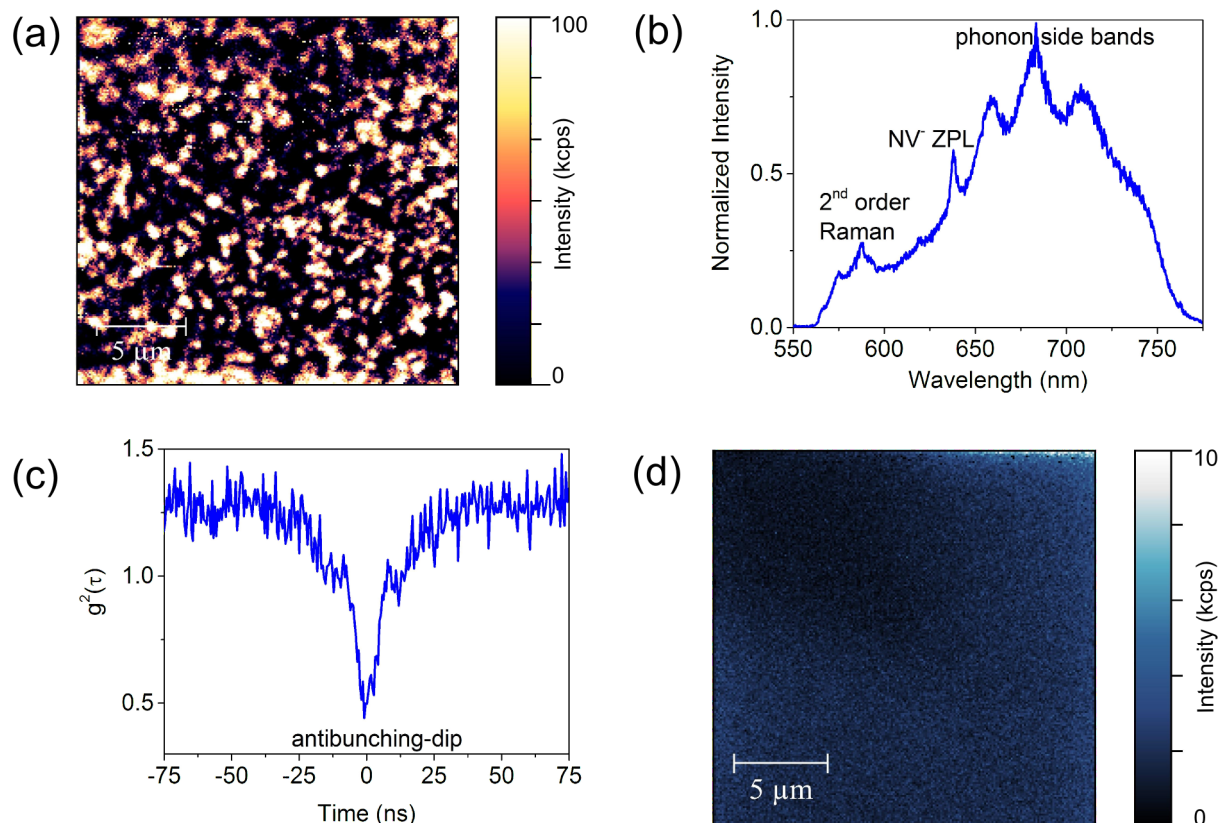 (a)
100
Intensity (kcps)
0
5 µm
(b)
1.0
phonon side bands
NV⁻ ZPL
2nd order
Raman
0.5
0.0
Normalized Intensity
550 600 650 700 750
Wavelength (nm)
(c)
1.5
1.0
0.5
g²(τ)
antibunching-dip
-75 -50 -25 0 25 50 75
Time (ns)
(d)
10
Intensity (kcps)
0
5 µm